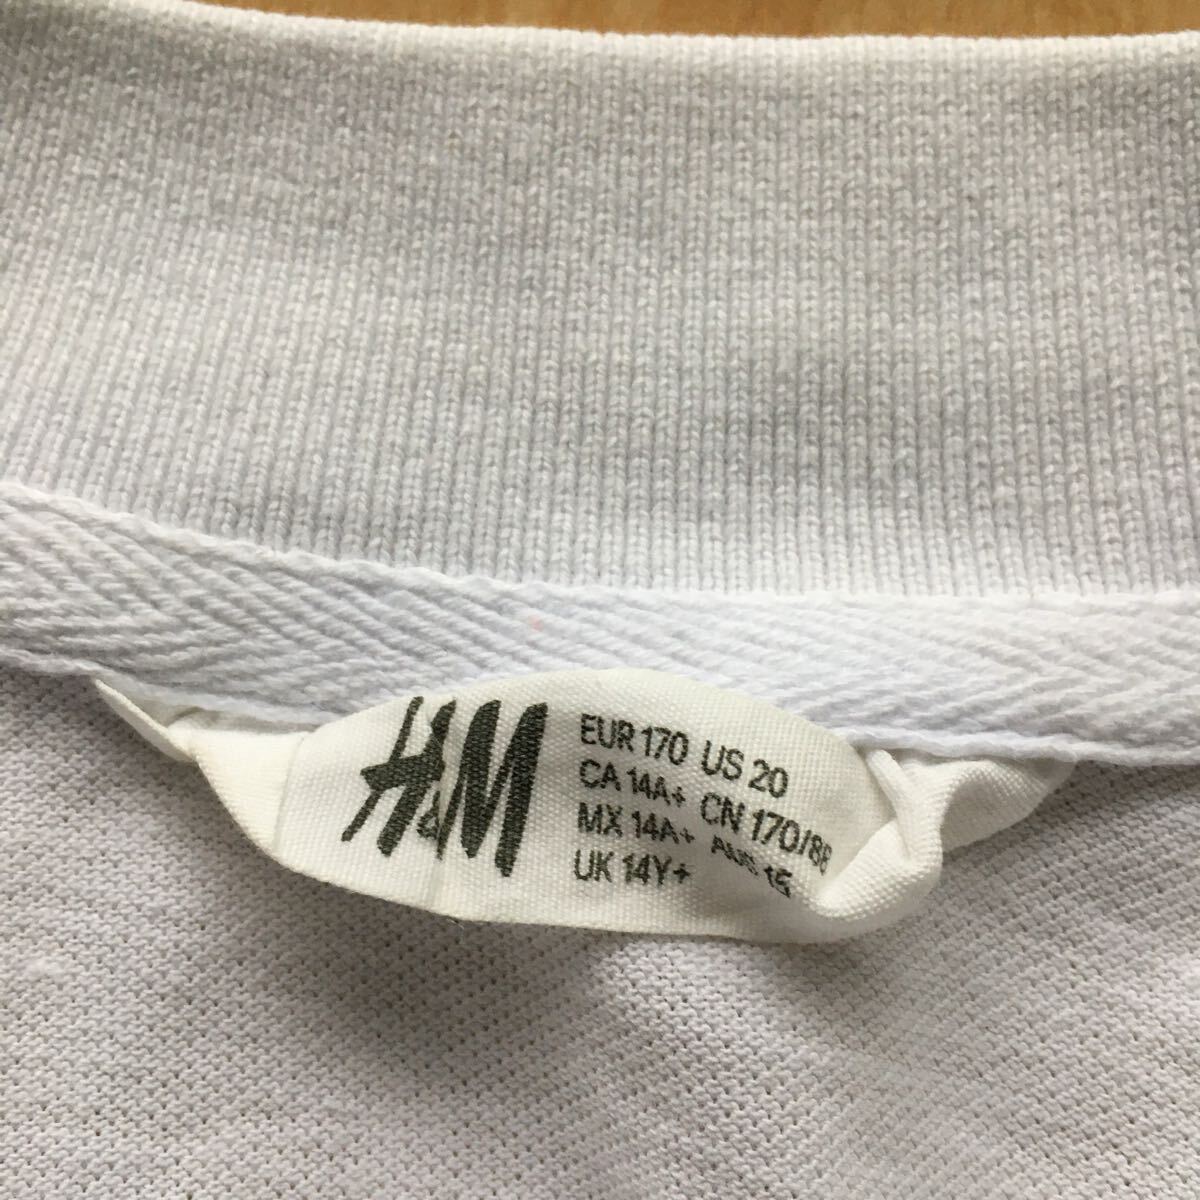 H&M
EUR 170 US 20
CA 14A+ CN 170/88
MX 14A+ AUS 15
UK 14Y+